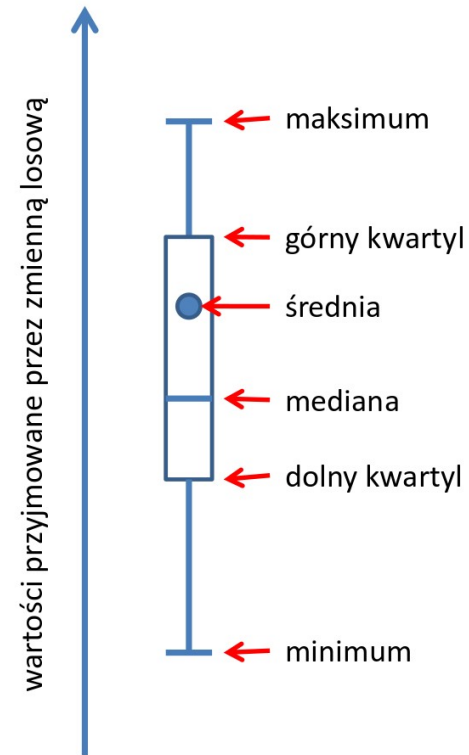 wartości przyjmowane przez zmienną losową
maksimum
górny kwartyl
średnia
mediana
dolny kwartyl
minimum